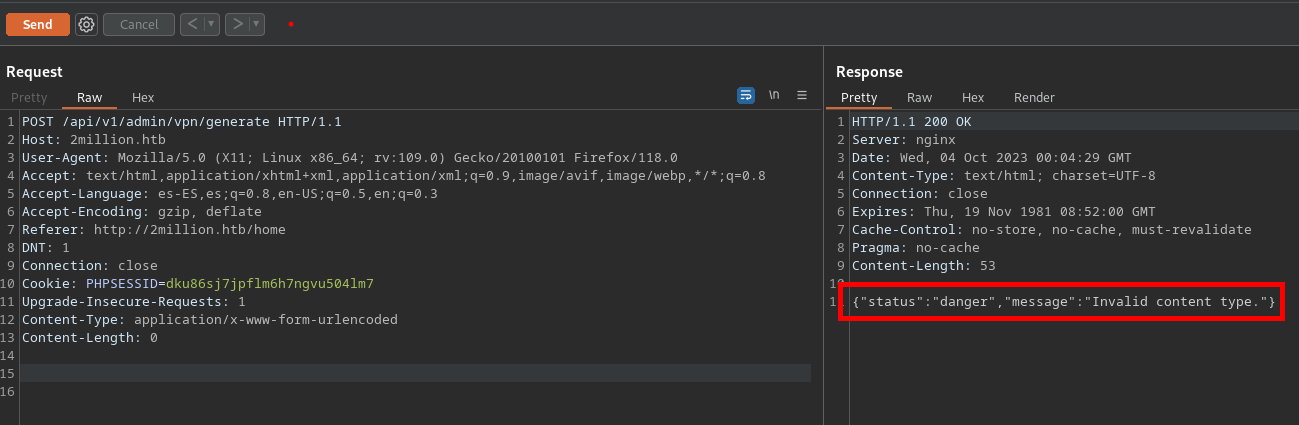 Send Cancel < >
Request
Pretty Raw Hex \n
1 POST /api/v1/admin/vpn/generate HTTP/1.1
2 Host: 2million.htb
3 User-Agent: Mozilla/5.0 (X11; Linux x86_64; rv:109.0) Gecko/20100101 Firefox/118.0
4 Accept: text/html,application/xhtml+xml,application/xml;q=0.9,image/avif,image/webp,*/*;q=0.8
5 Accept-Language: es-ES,es;q=0.8,en-US;q=0.5,en;q=0.3
6 Accept-Encoding: gzip, deflate
7 Referer: http://2million.htb/home
8 DNT: 1
9 Connection: close
10 Cookie: PHPSESSID=dku86sj7jpflm6h7ngvu504lm7
11 Upgrade-Insecure-Requests: 1
12 Content-Type: application/x-www-form-urlencoded
13 Content-Length: 0
14
15
16
Response
Pretty Raw Hex Render
1 HTTP/1.1 200 OK
2 Server: nginx
3 Date: Wed, 04 Oct 2023 00:04:29 GMT
4 Content-Type: text/html; charset=UTF-8
5 Connection: close
6 Expires: Thu, 19 Nov 1981 08:52:00 GMT
7 Cache-Control: no-store, no-cache, must-revalidate
8 Pragma: no-cache
9 Content-Length: 53
10
11 {"status":"danger","message":"Invalid content type."}